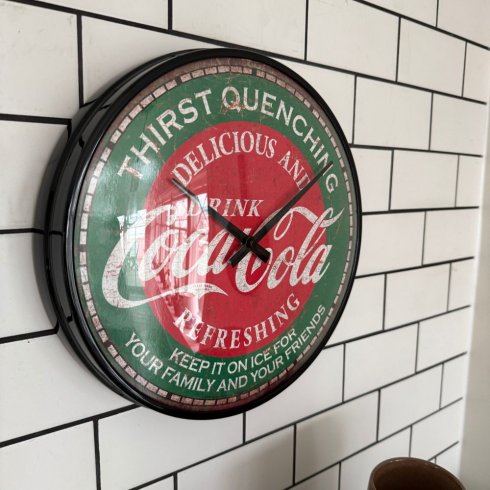 THIRST QUENCHING
DELICIOUS AND
DRINK
Coca-Cola
REFRESHING
KEEP IT ON ICE FOR
YOUR FAMILY AND YOUR FRIENDS